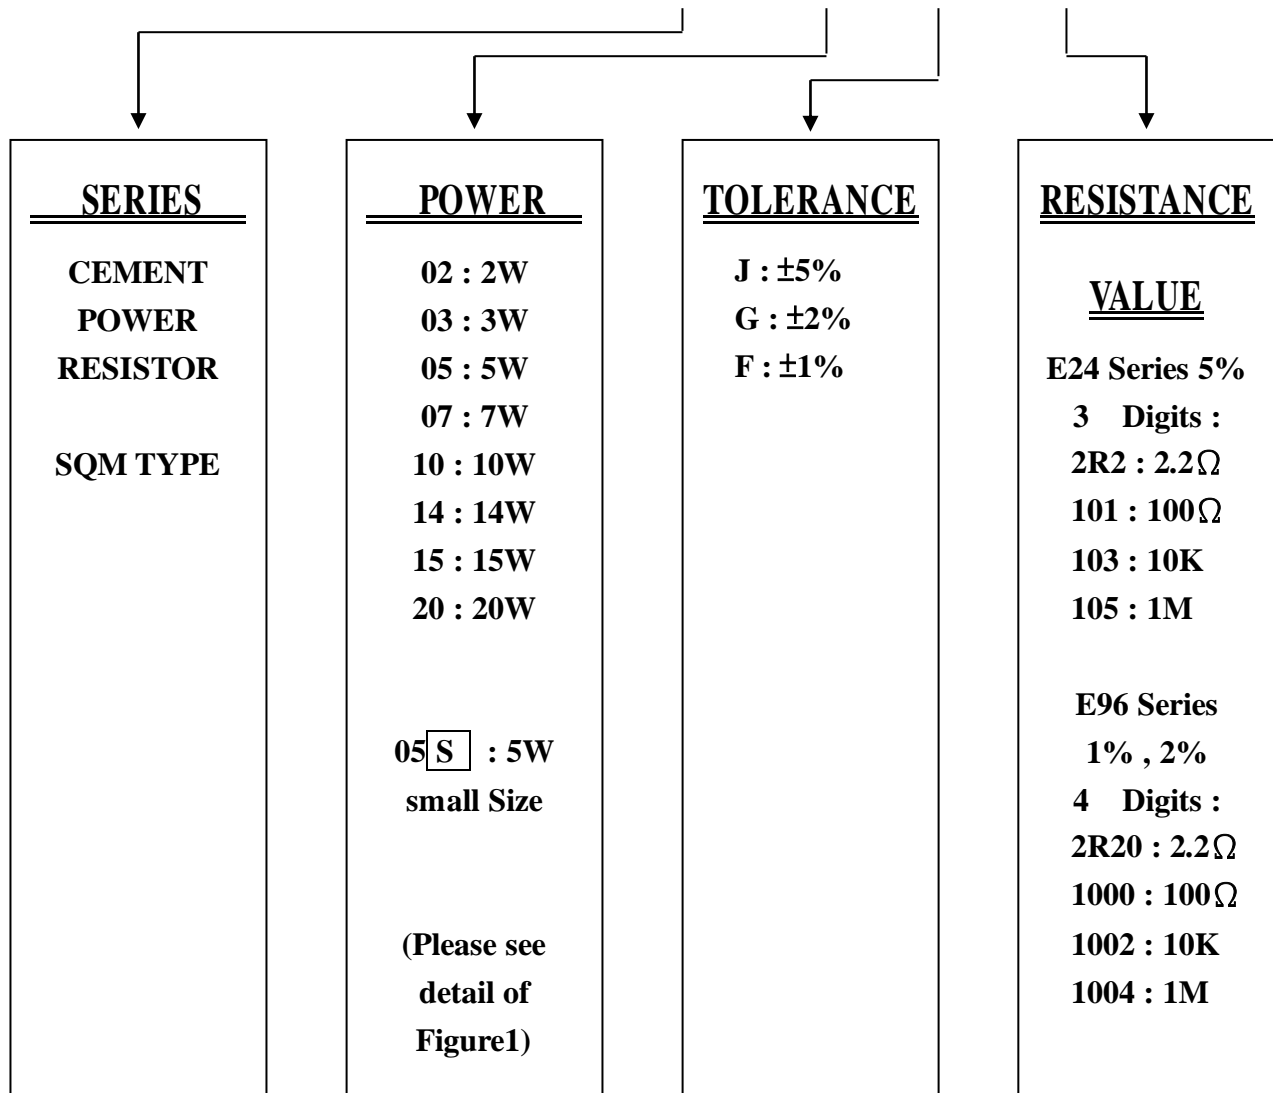 SERIES
CEMENT
POWER
RESISTOR
SQM TYPE
POWER
02 : 2W
03 : 3W
05 : 5W
07 : 7W
10 : 10W
14 : 14W
15 : 15W
20 : 20W
05 S : 5W
small Size
(Please see
detail of
Figure1)
TOLERANCE
J : ±5%
G : ±2%
F : ±1%
RESISTANCE
VALUE
E24 Series 5%
3 Digits :
2R2 : 2.2Ω
101 : 100Ω
103 : 10K
105 : 1M
E96 Series
1% , 2%
4 Digits :
2R20 : 2.2Ω
1000 : 100Ω
1002 : 10K
1004 : 1M